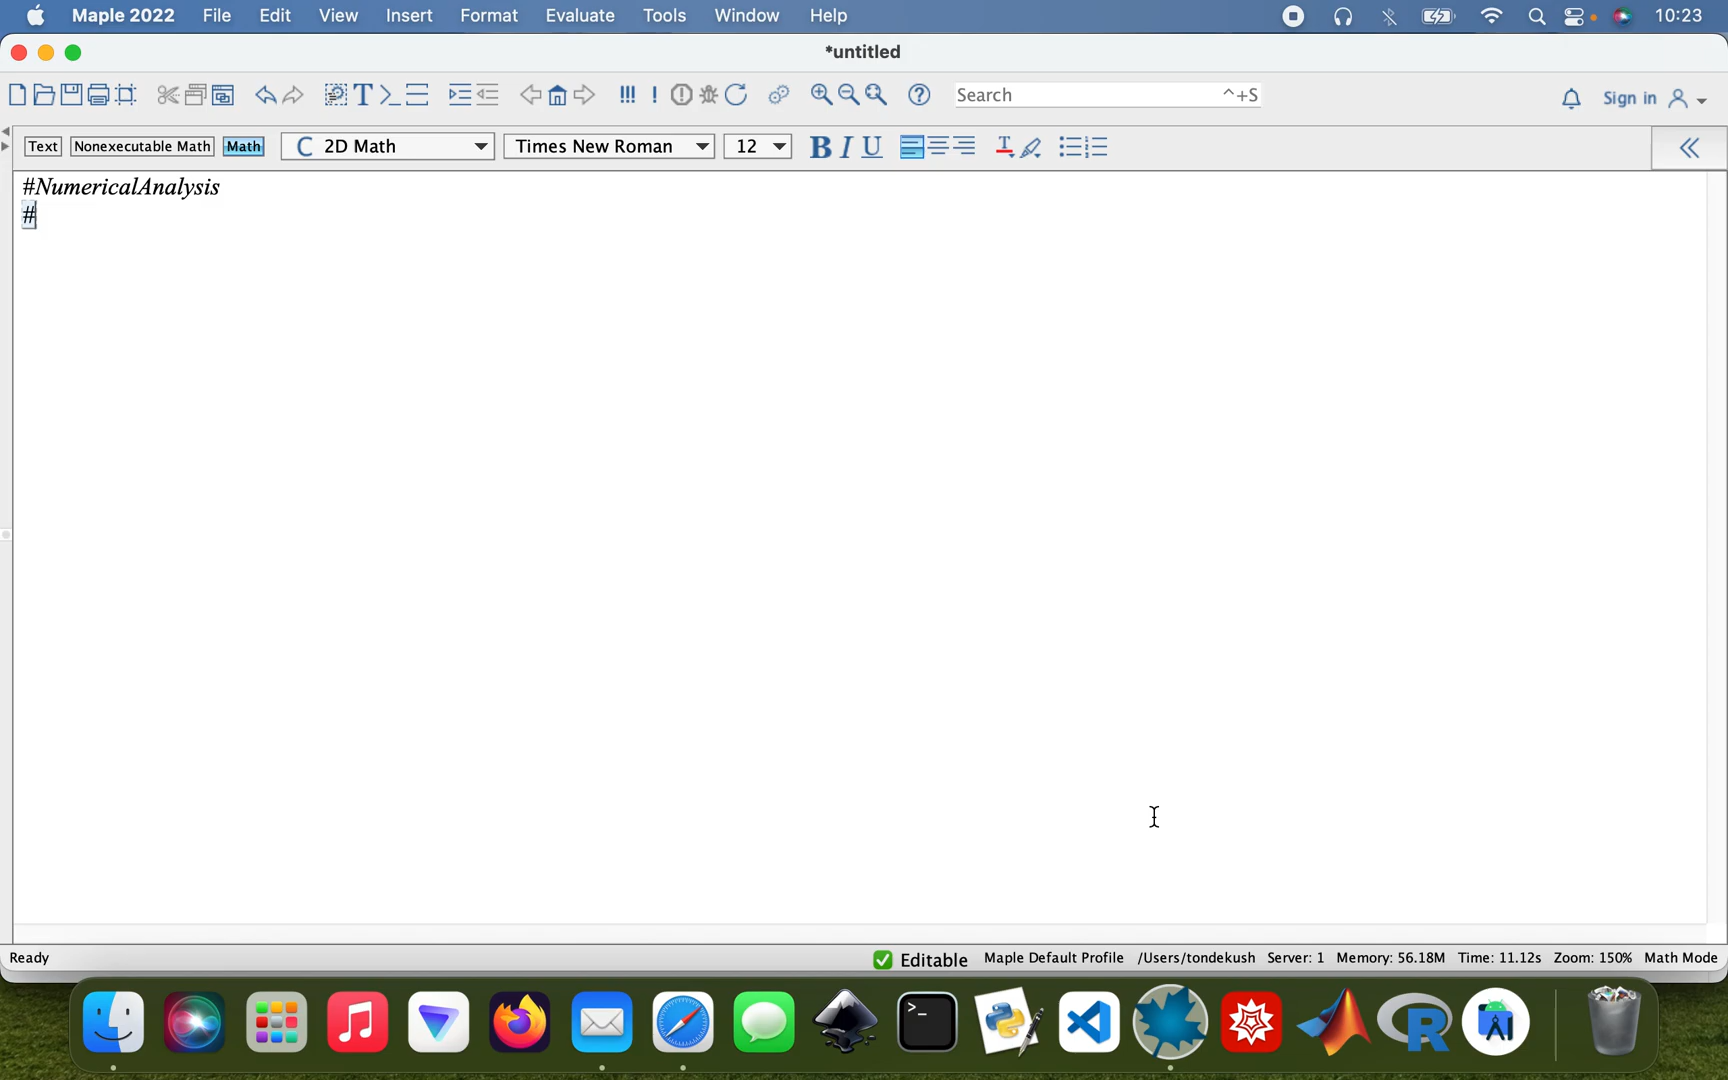 Maple 2022 File Edit View Insert Format Evaluate Tools Window Help 10:23
*untitled
Search ^+S Sign in
Text Nonexecutable Math Math C 2D Math Times New Roman 12 B I U
#NumericalAnalysis
#
Ready Editable Maple Default Profile /Users/tondekush Server: 1 Memory: 56.18M Time: 11.12s Zoom: 150% Math Mode